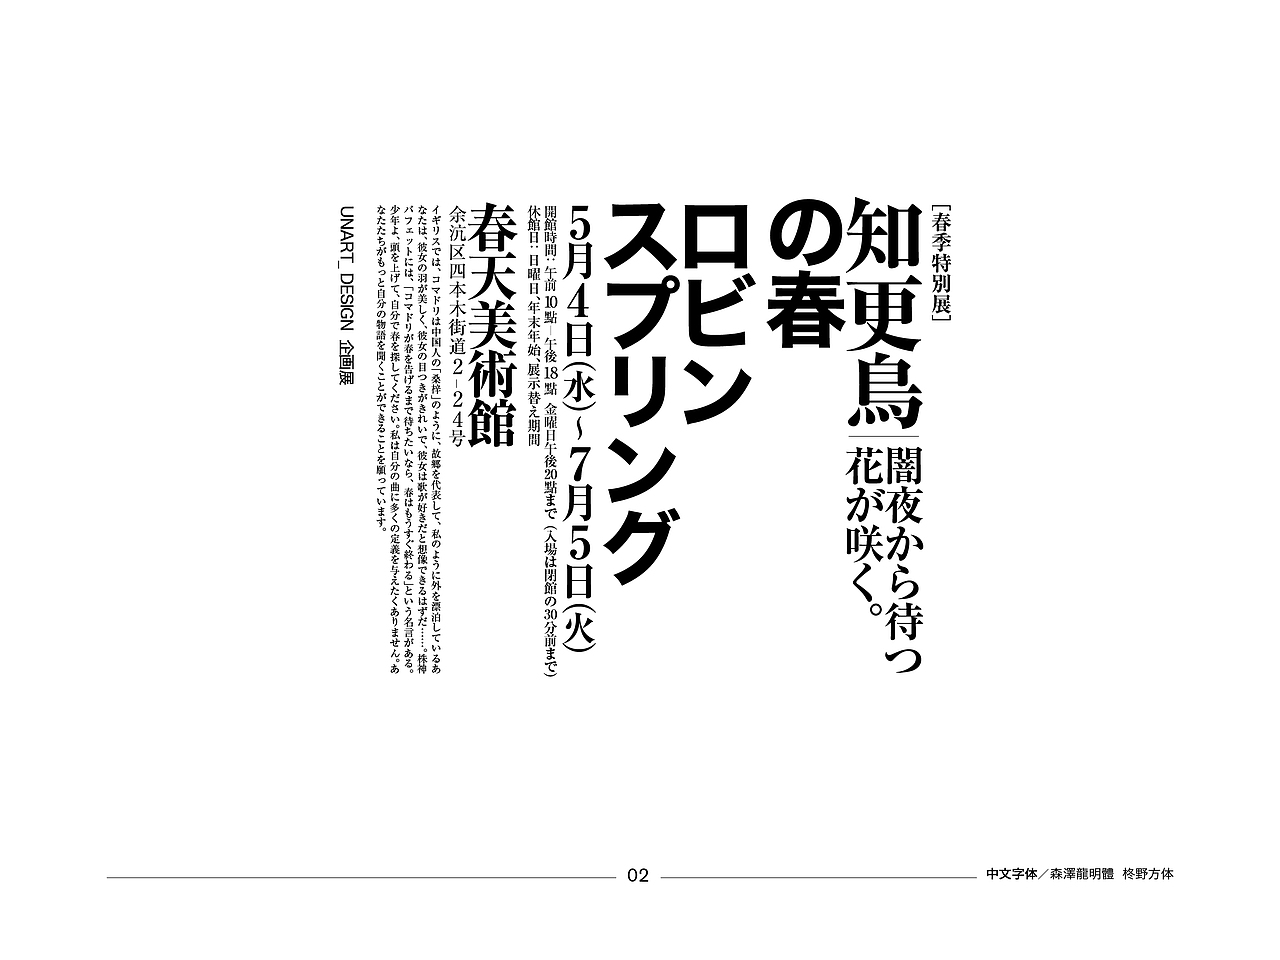 ［春季特別展］
知更鳥
闇夜から待つ
花が咲く。
の春
ロビン
スプリング
5月4日(水)〜7月5日(火)
開館時間：午前10點—午後18點 金曜日午後20點まで（入場は閉館の30分前まで）
休館日：日曜日、年末年始、展示替え期間
春天美術館
余沆区四本木街道2-24号
イギリスでは、コマドリは中国人の「桑梓」のように、故郷を代表して、私のように外を漂泊しているあ
なたは、彼女の羽が美しく、彼女の目つきがきれいで、彼女は歌が好きだと想像できるはずだ……。株神
バフェットには、「コマドリが春を告げるまで待ちたいなら、春はもうすぐ終わる」という名言がある。
少年よ、頭を上げて、自分で春を探してください。私は自分の曲に多くの定義を与えたくありません。あ
なたたちがもっと自分の物語を聞くことができることを願っています。
UNART_ DESIGN 企画展
02
中文字体／森澤龍明體 柊野方体